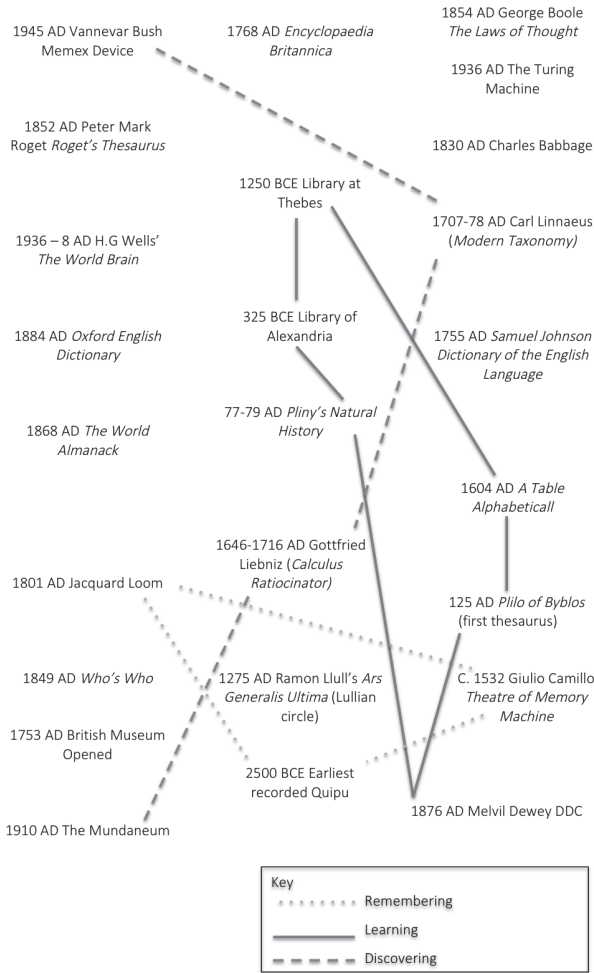 1945 AD Vannevar Bush
Memex Device
1768 AD Encyclopaedia
Britannica
1854 AD George Boole
The Laws of Thought
1936 AD The Turing
Machine
1852 AD Peter Mark
Roget Roget's Thesaurus
1830 AD Charles Babbage
1250 BCE Library at
Thebes
1707-78 AD Carl Linnaeus
(Modern Taxonomy)
1936 – 8 AD H.G Wells'
The World Brain
325 BCE Library of
Alexandria
1884 AD Oxford English
Dictionary
1755 AD Samuel Johnson
Dictionary of the English
Language
77-79 AD Pliny's Natural
History
1868 AD The World
Almanack
1604 AD A Table
Alphabeticall
1646-1716 AD Gottfried
Liebniz (Calculus
Ratiocinator)
1801 AD Jacquard Loom
125 AD Plilo of Byblos
(first thesaurus)
1849 AD Who's Who
1275 AD Ramon Llull's Ars
Generalis Ultima (Lullian
circle)
C. 1532 Giulio Camillo
Theatre of Memory
Machine
1753 AD British Museum
Opened
2500 BCE Earliest
recorded Quipu
1876 AD Melvil Dewey DDC
1910 AD The Mundaneum
Key
Remembering
Learning
Discovering